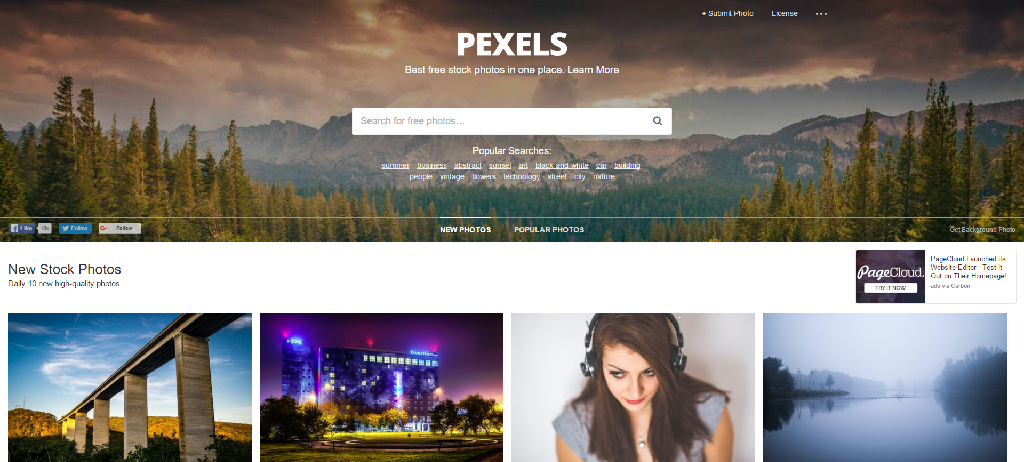 + Submit Photo License
PEXELS
Best free stock photos in one place. Learn More
Search for free photos...
Popular Searches:
summer business abstract sunset art black and white car building
people vintage flowers technology street city nature
Like
Follow
Follow
NEW PHOTOS POPULAR PHOTOS
Get Background Photo
New Stock Photos
Daily 10 new high-quality photos
PageCloud.
TRY IT NOW
PageCloud Launched its
Website Editor - Test It
Out on Their Homepage!
ads via Carbon